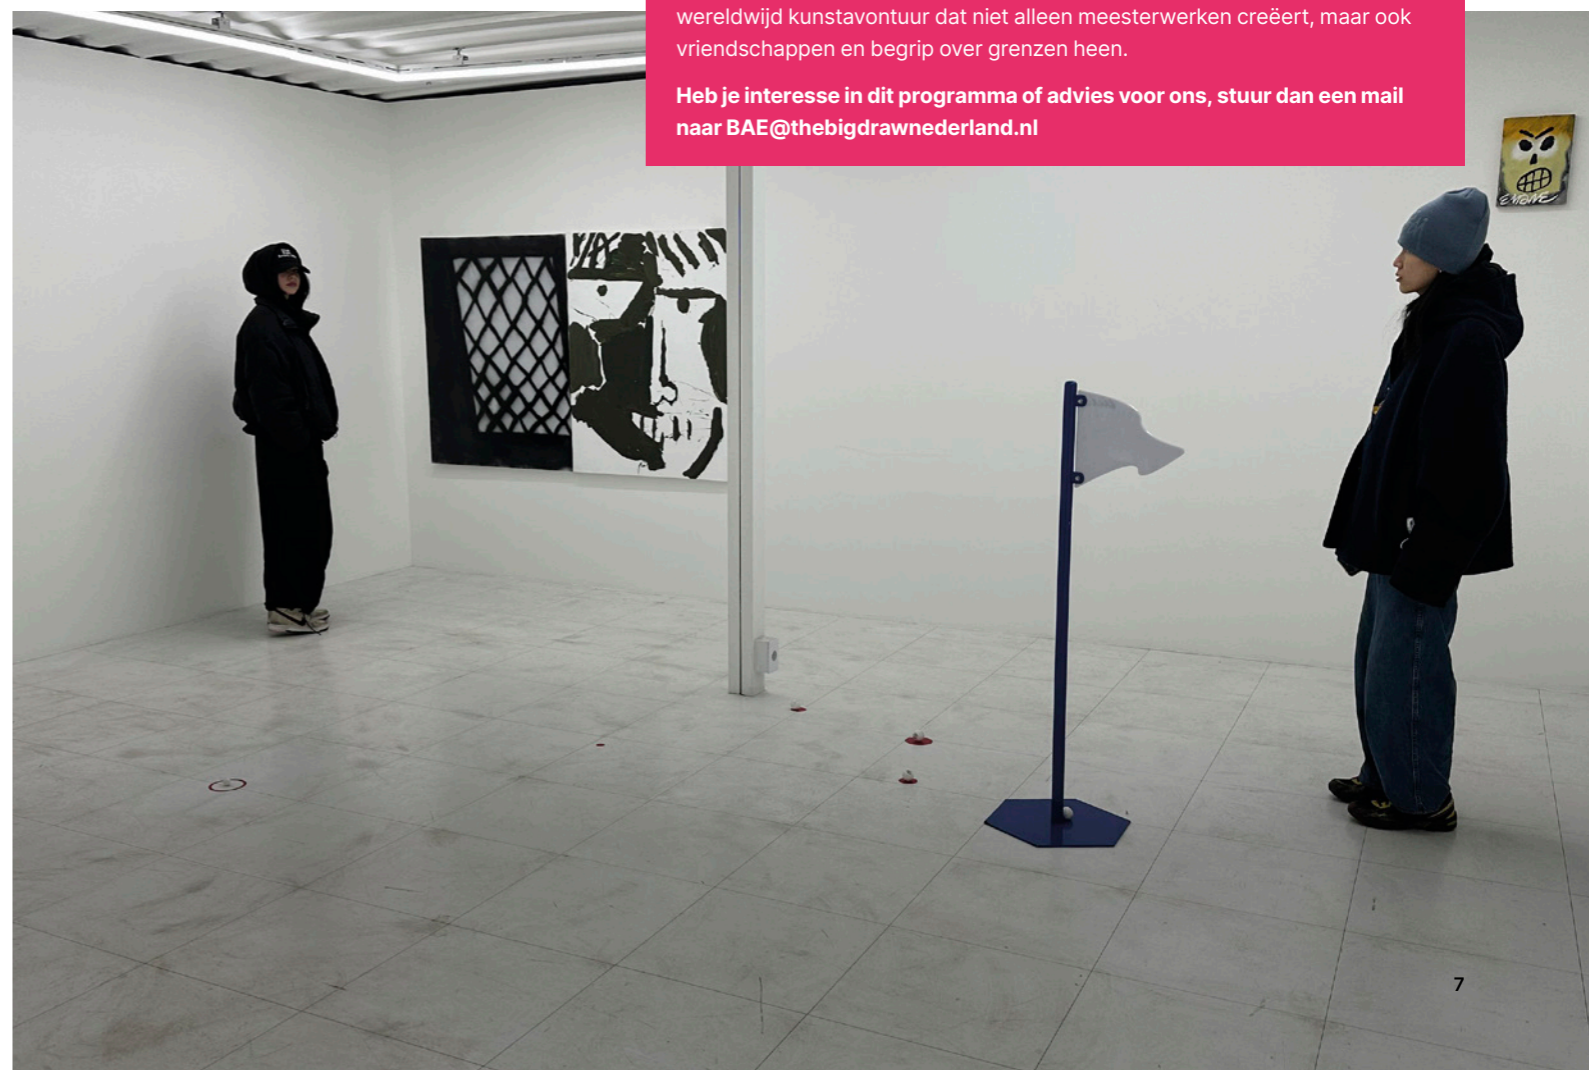 wereldwijd kunstavontuur dat niet alleen meesterwerken creëert, maar ook
vriendschappen en begrip over grenzen heen.
Heb je interesse in dit programma of advies voor ons, stuur dan een mail
naar BAE@thebigdrawnederland.nl
7